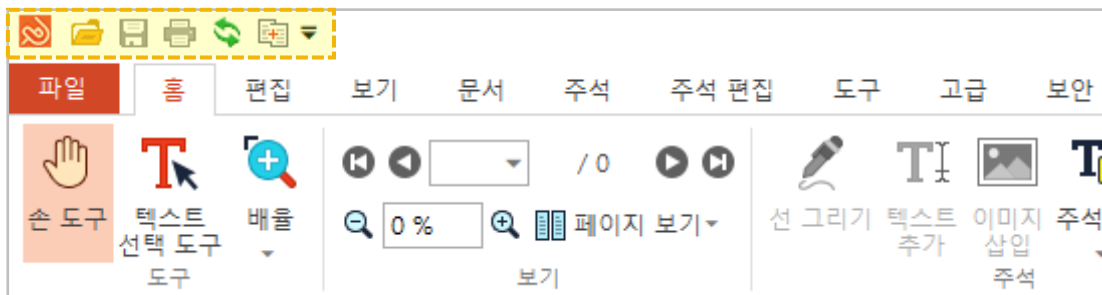 파일 홈 편집 보기 문서 주석 주석 편집 도구 고급 보안
/ 0
손 도구 텍스트 선택 도구 배율
0 % 페이지 보기
선 그리기 텍스트 추가 이미지 삽입 주석
도구 보기 주석